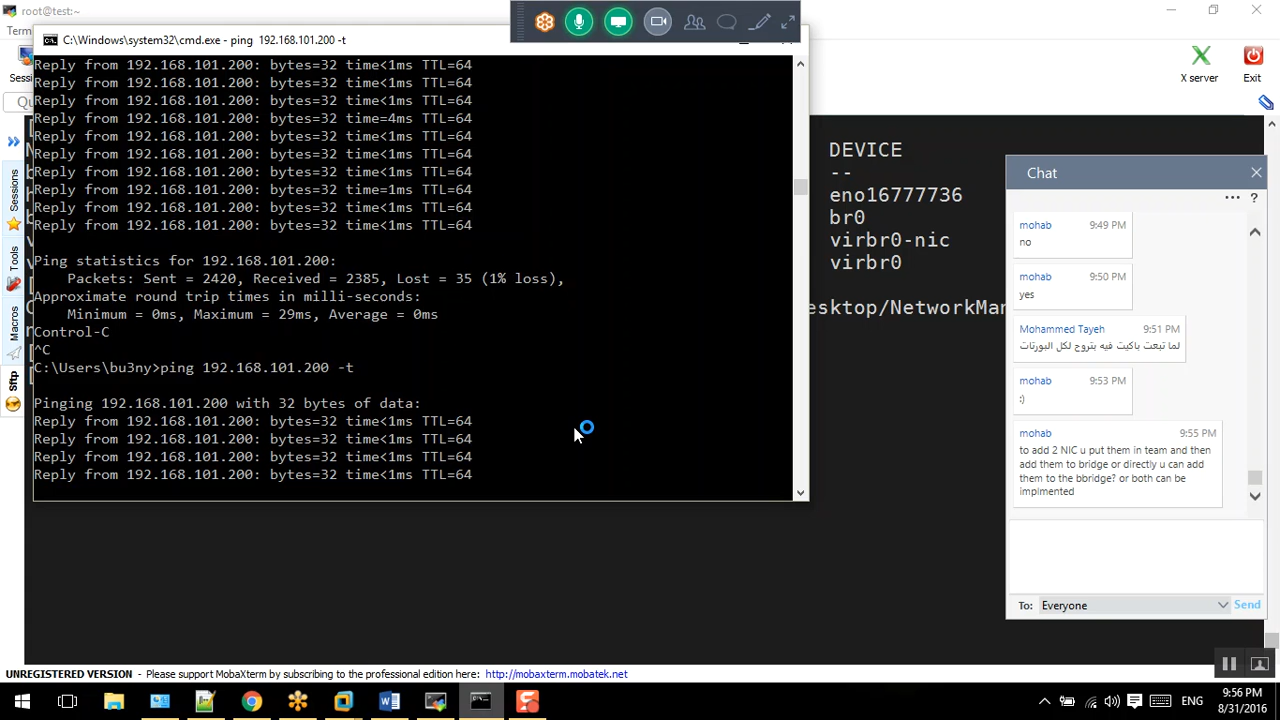 root@test:~
Term
Sess
Qu
C:\Windows\system32\cmd.exe - ping 192.168.101.200 -t
Reply from 192.168.101.200: bytes=32 time<1ms TTL=64
Reply from 192.168.101.200: bytes=32 time<1ms TTL=64
Reply from 192.168.101.200: bytes=32 time<1ms TTL=64
Reply from 192.168.101.200: bytes=32 time=4ms TTL=64
Reply from 192.168.101.200: bytes=32 time<1ms TTL=64
Reply from 192.168.101.200: bytes=32 time<1ms TTL=64
Reply from 192.168.101.200: bytes=32 time<1ms TTL=64
Reply from 192.168.101.200: bytes=32 time=1ms TTL=64
Reply from 192.168.101.200: bytes=32 time<1ms TTL=64
Reply from 192.168.101.200: bytes=32 time<1ms TTL=64
Ping statistics for 192.168.101.200:
Packets: Sent = 2420, Received = 2385, Lost = 35 (1% loss),
Approximate round trip times in milli-seconds:
Minimum = 0ms, Maximum = 29ms, Average = 0ms
Control-C
^C
C:\Users\bu3ny>ping 192.168.101.200 -t
Pinging 192.168.101.200 with 32 bytes of data:
Reply from 192.168.101.200: bytes=32 time<1ms TTL=64
Reply from 192.168.101.200: bytes=32 time<1ms TTL=64
Reply from 192.168.101.200: bytes=32 time<1ms TTL=64
Reply from 192.168.101.200: bytes=32 time<1ms TTL=64
Sessions
Tools
Macros
Sftp
DEVICE
--
eno16777736
br0
virbr0-nic
virbr0
esktop/NetworkMan
X server
Exit
Chat
?
mohab 9:49 PM
no
mohab 9:50 PM
yes
Mohammed Tayeh 9:51 PM
لما تبعت باكيت فيه بتروح لكل البورتات
mohab 9:53 PM
:)
mohab 9:55 PM
to add 2 NIC u put them in team and then
add them to bridge or directly u can add
them to the bbridge? or both can be
implmented
To: Everyone Send
UNREGISTERED VERSION - Please support MobaXterm by subscribing to the professional edition here: http://mobaxterm.mobatek.net
ENG
9:56 PM
8/31/2016